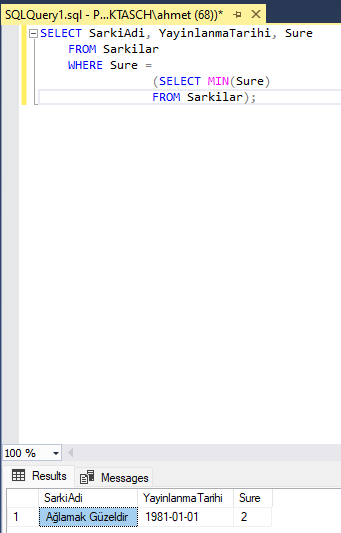 SQLQuery1.sql - P...KTASCH\ahmet (68))*
SELECT SarkiAdi, YayinlanmaTarihi, Sure
FROM Sarkilar
WHERE Sure =
(SELECT MIN(Sure)
FROM Sarkilar);
100 %
Results Messages
SarkiAdi YayinlanmaTarihi Sure
1 Ağlamak Güzeldir 1981-01-01 2